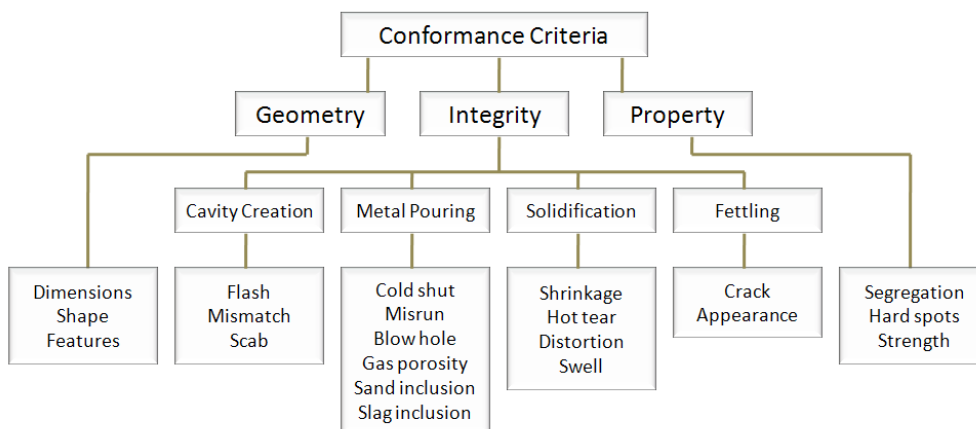 Conformance Criteria
Geometry
Integrity
Property
Cavity Creation
Metal Pouring
Solidification
Fettling
Dimensions
Shape
Features
Flash
Mismatch
Scab
Cold shut
Misrun
Blow hole
Gas porosity
Sand inclusion
Slag inclusion
Shrinkage
Hot tear
Distortion
Swell
Crack
Appearance
Segregation
Hard spots
Strength